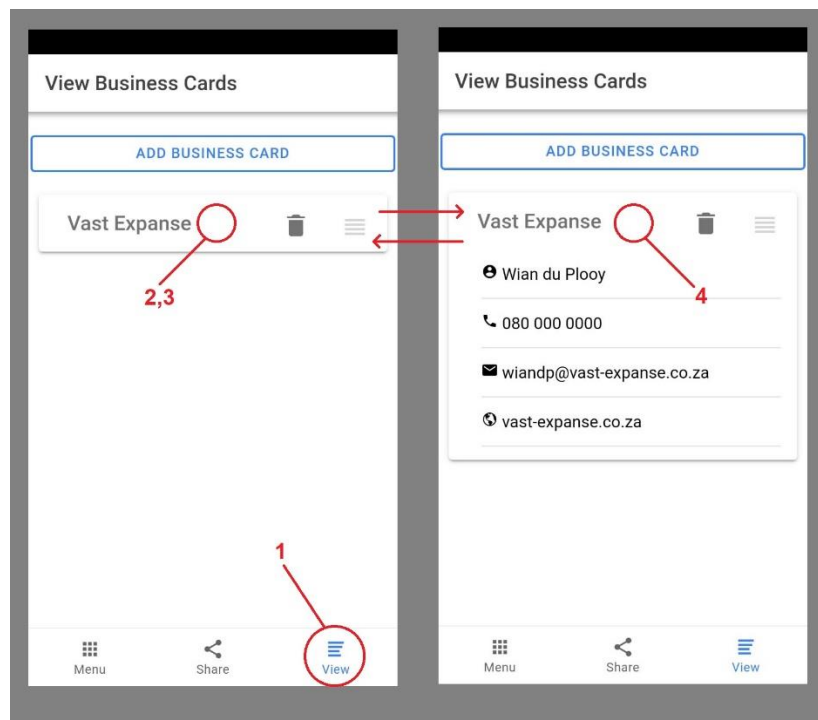 View Business Cards
ADD BUSINESS CARD
Vast Expanse
2,3
1
Menu
Share
View
View Business Cards
ADD BUSINESS CARD
Vast Expanse
4
Wian du Plooy
080 000 0000
wiandp@vast-expanse.co.za
vast-expanse.co.za
Menu
Share
View